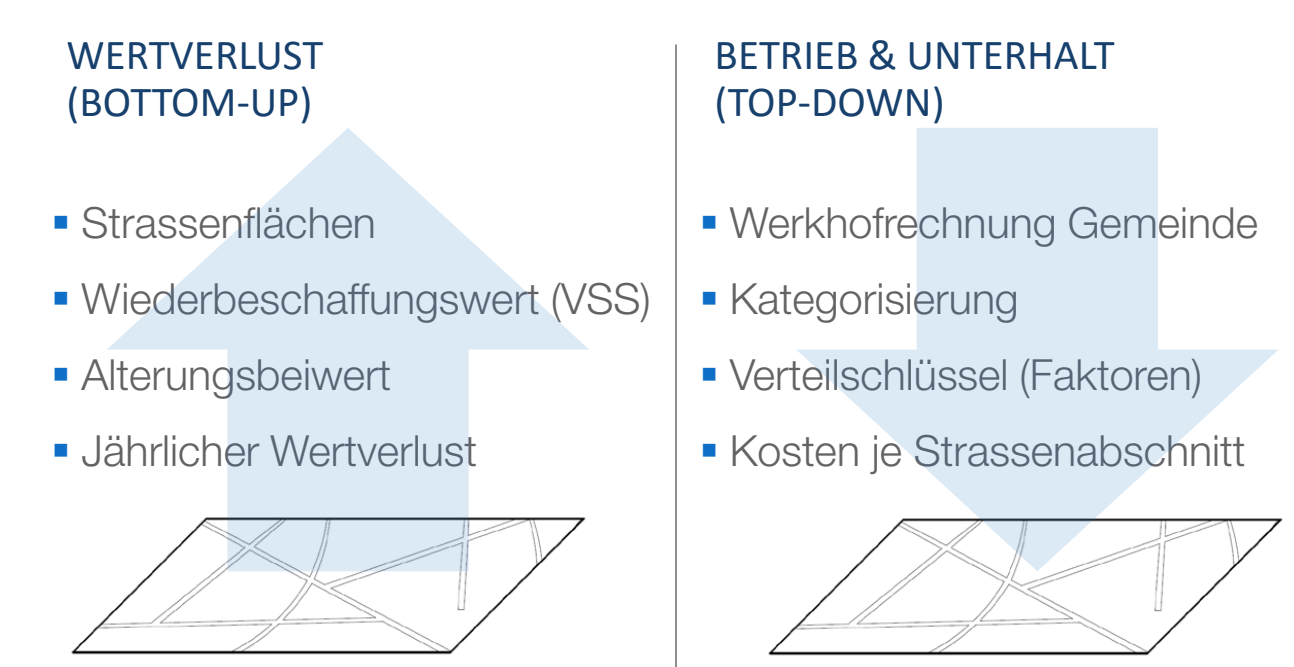 WERTVERLUST
(BOTTOM-UP)
▪ Strassenflächen
▪ Wiederbeschaffungswert (VSS)
▪ Alterungsbeiwert
▪ Jährlicher Wertverlust
BETRIEB & UNTERHALT
(TOP-DOWN)
▪ Werkhofrechnung Gemeinde
▪ Kategorisierung
▪ Verteilschlüssel (Faktoren)
▪ Kosten je Strassenabschnitt